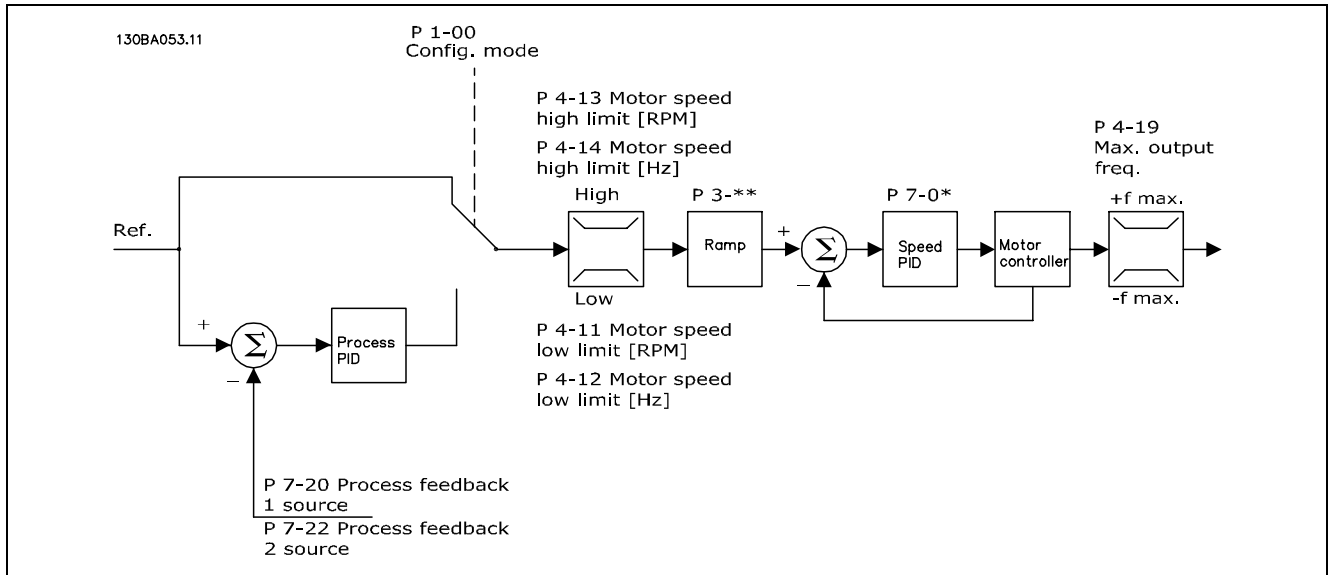 130BA053.11
P 1-00
Config. mode
P 4-13 Motor speed
high limit [RPM]
P 4-14 Motor speed
high limit [Hz]
P 4-19
Max. output
freq.
High
P 3-**
P 7-0*
+f max.
Ref.
Ramp
+
Σ
−
Speed
PID
Motor
controller
Low
-f max.
+
Σ
−
Process
PID
P 4-11 Motor speed
low limit [RPM]
P 4-12 Motor speed
low limit [Hz]
P 7-20 Process feedback
1 source
P 7-22 Process feedback
2 source